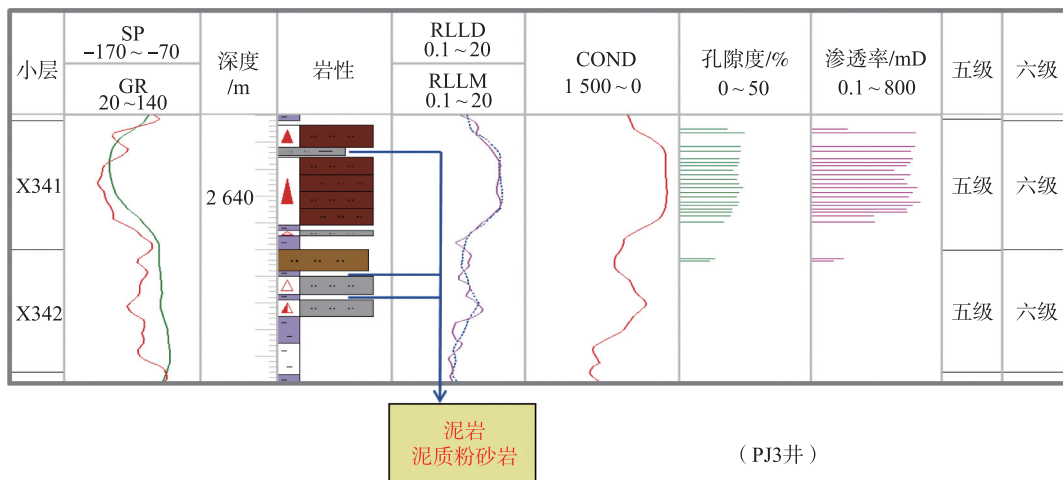 小层
SP
-170～-70
GR
20～140
深度
/m
岩性
RLLD
0.1～20
RLLM
0.1～20
COND
1 500～0
孔隙度/%
0～50
渗透率/mD
0.1～800
五级
六级
X341
2 640
五级
六级
X342
五级
六级
泥岩
泥质粉砂岩
（PJ3井）